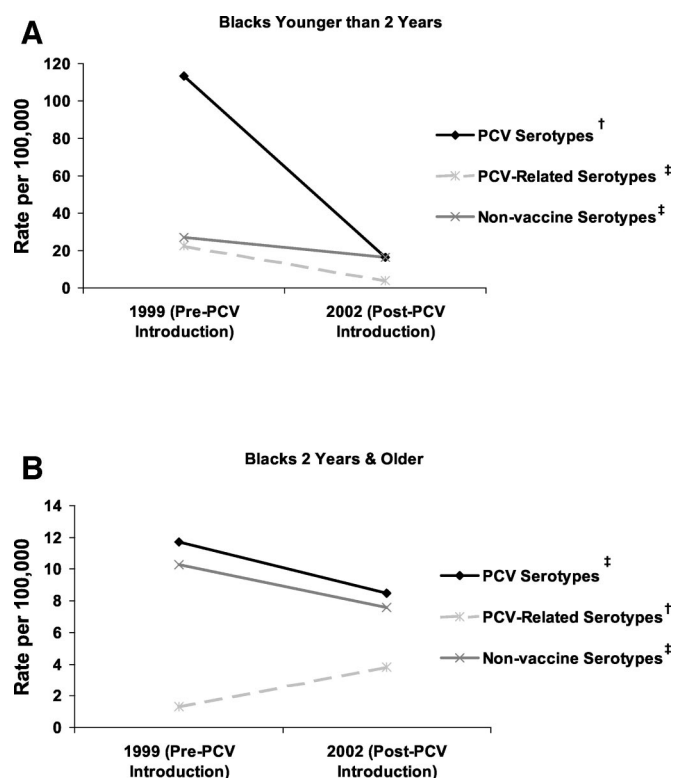 A
Blacks Younger than 2 Years
Rate per 100,000
120
100
80
60
40
20
0
1999 (Pre-PCV
Introduction)
2002 (Post-PCV
Introduction)
PCV Serotypes †
PCV-Related Serotypes ‡
Non-vaccine Serotypes‡
B
Blacks 2 Years & Older
Rate per 100,000
14
12
10
8
6
4
2
0
1999 (Pre-PCV
Introduction)
2002 (Post-PCV
Introduction)
PCV Serotypes ‡
PCV-Related Serotypes†
Non-vaccine Serotypes‡